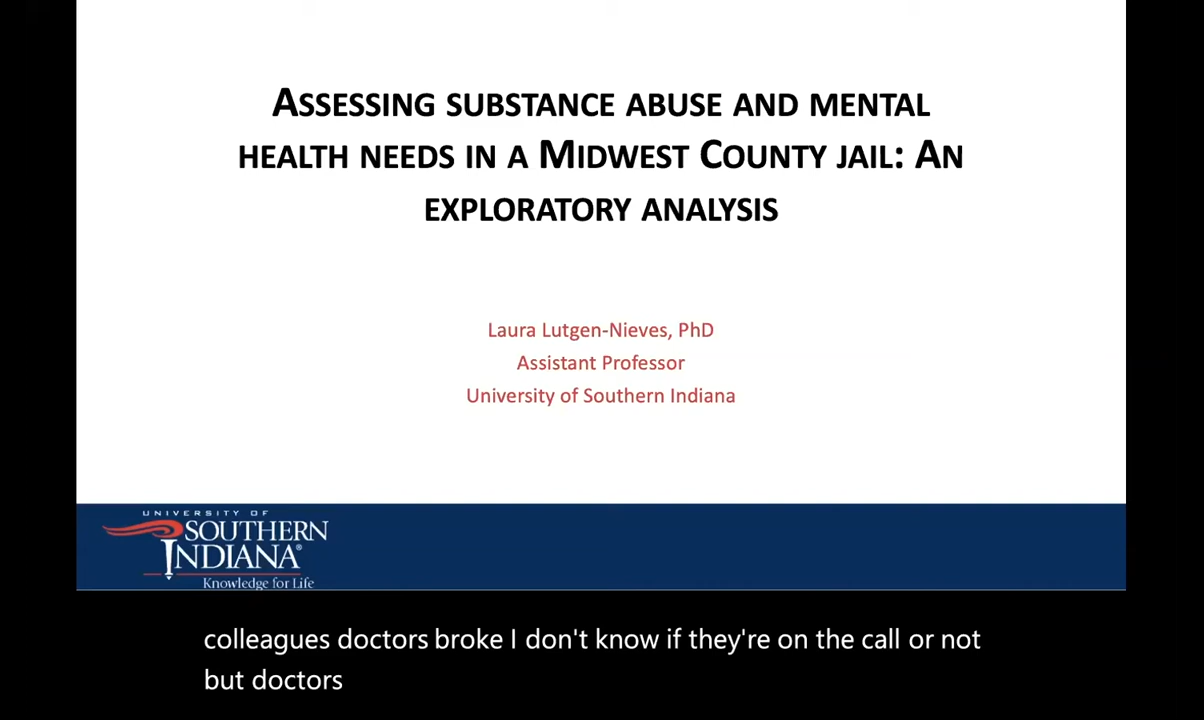 ASSESSING SUBSTANCE ABUSE AND MENTAL
HEALTH NEEDS IN A MIDWEST COUNTY JAIL: AN
EXPLORATORY ANALYSIS
Laura Lutgen-Nieves, PhD
Assistant Professor
University of Southern Indiana
UNIVERSITY OF
SOUTHERN
INDIANA®
Knowledge for Life
colleagues doctors broke I don't know if they're on the call or not
but doctors